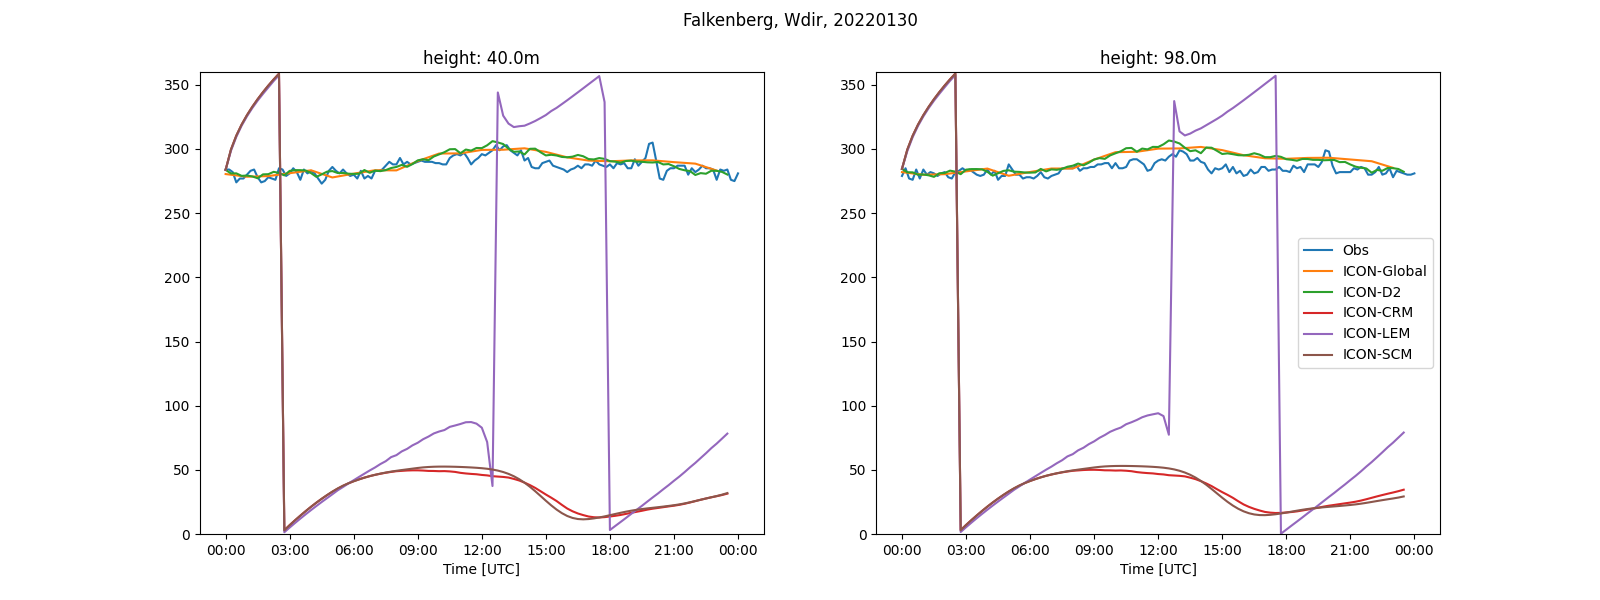 Falkenberg, Wdir, 20220130
height: 40.0m
350
300
250
200
150
100
50
0
00:00 03:00 06:00 09:00 12:00 15:00 18:00 21:00 00:00
Time [UTC]
height: 98.0m
350
300
250
200
150
100
50
0
00:00 03:00 06:00 09:00 12:00 15:00 18:00 21:00 00:00
Time [UTC]
Obs
ICON-Global
ICON-D2
ICON-CRM
ICON-LEM
ICON-SCM